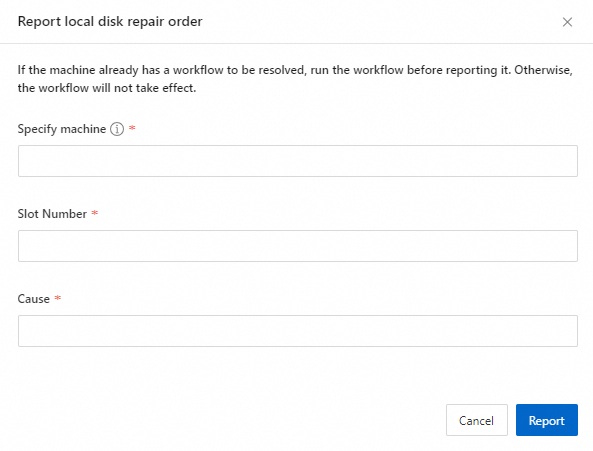 Report local disk repair order
If the machine already has a workflow to be resolved, run the workflow before reporting it. Otherwise,
the workflow will not take effect.
Specify machine *
Slot Number *
Cause *
Cancel
Report